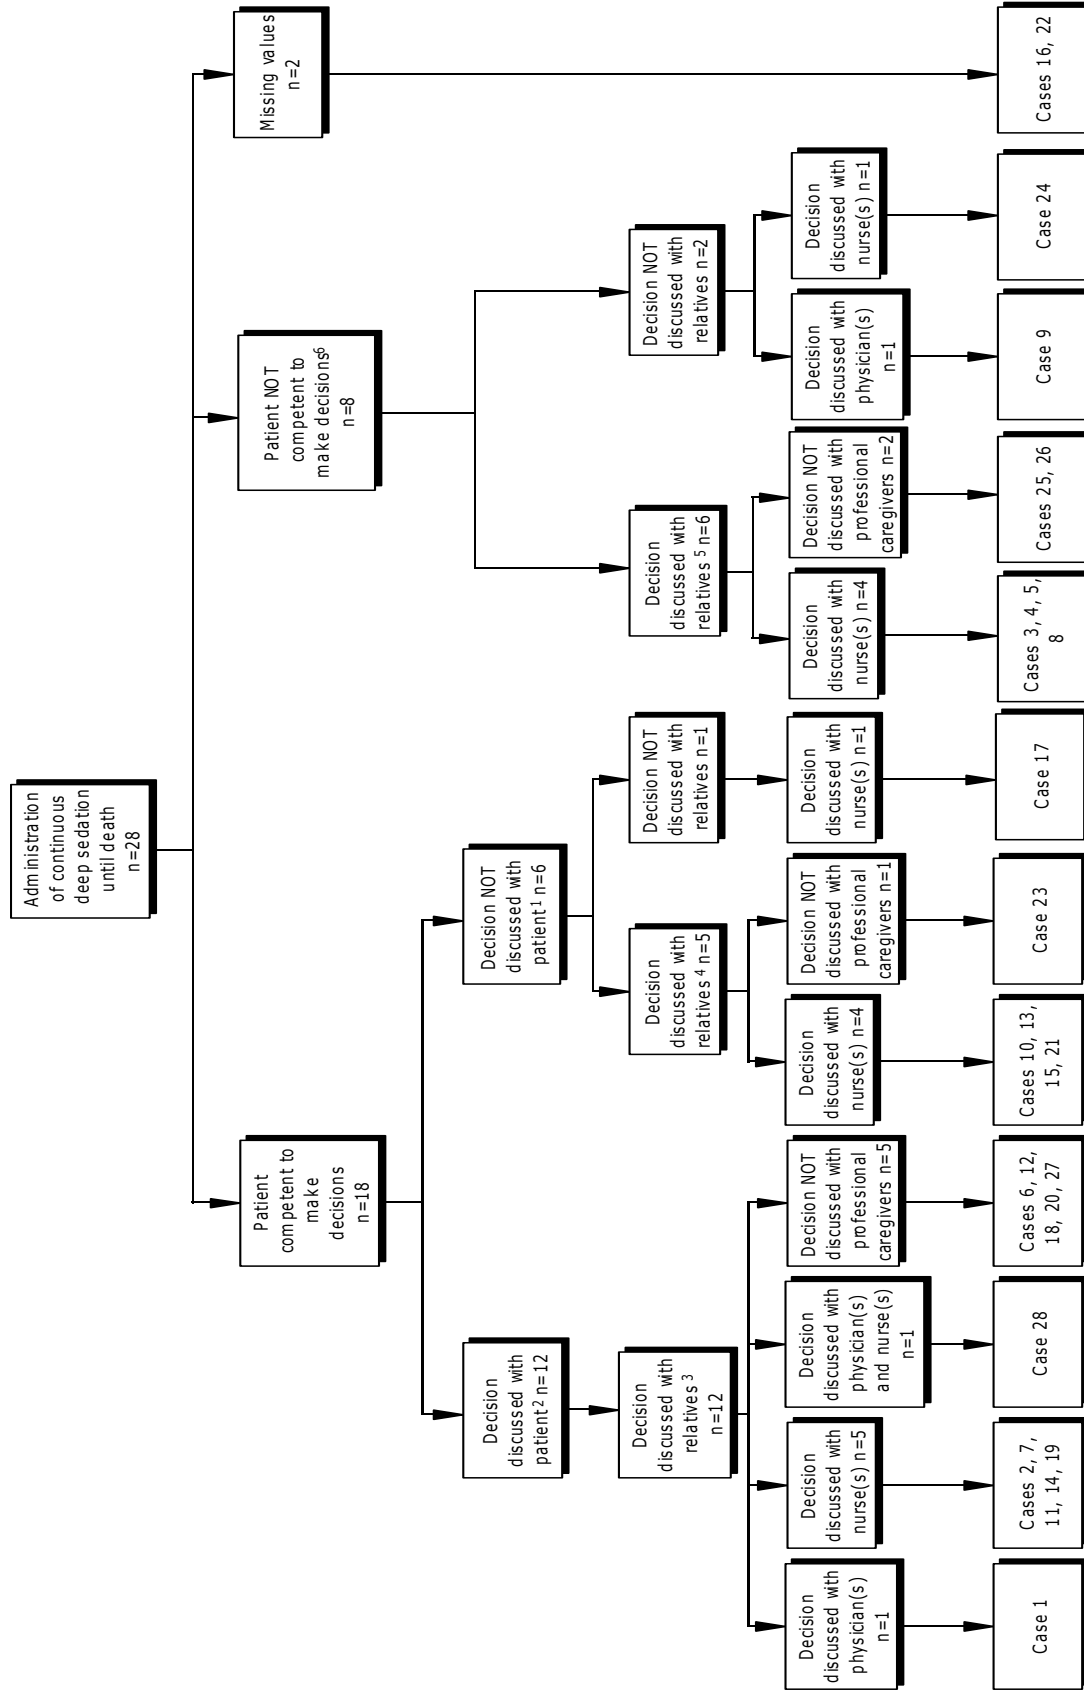 Administration
of continuous
deep sedation
until death
n=28
Patient
competent to
make
decisions
n=18
Patient NOT
competent to
make decisions⁶
n=8
Missing values
n=2
Decision
discussed with
patient² n=12
Decision NOT
discussed with
patient¹ n=6
Decision
discussed with
relatives ³
n=12
Decision
discussed with
relatives ⁴ n=5
Decision NOT
discussed with
relatives n=1
Decision
discussed with
relatives ⁵ n=6
Decision NOT
discussed with
relatives n=2
Decision
discussed with
physician(s)
n=1
Decision
discussed with
nurse(s) n=5
Decision
discussed with
physician(s)
and nurse(s)
n=1
Decision NOT
discussed with
professional
caregivers n=5
Decision
discussed with
nurse(s) n=4
Decision NOT
discussed with
professional
caregivers n=1
Decision
discussed with
nurse(s) n=1
Decision
discussed with
nurse(s) n=4
Decision NOT
discussed with
professional
caregivers n=2
Decision
discussed with
physician(s)
n=1
Decision
discussed with
nurse(s) n=1
Case 1
Cases 2, 7,
11, 14, 19
Case 28
Cases 6, 12,
18, 20, 27
Cases 10, 13,
15, 21
Case 23
Case 17
Cases 3, 4, 5,
8
Cases 25, 26
Case 9
Case 24
Cases 16, 22